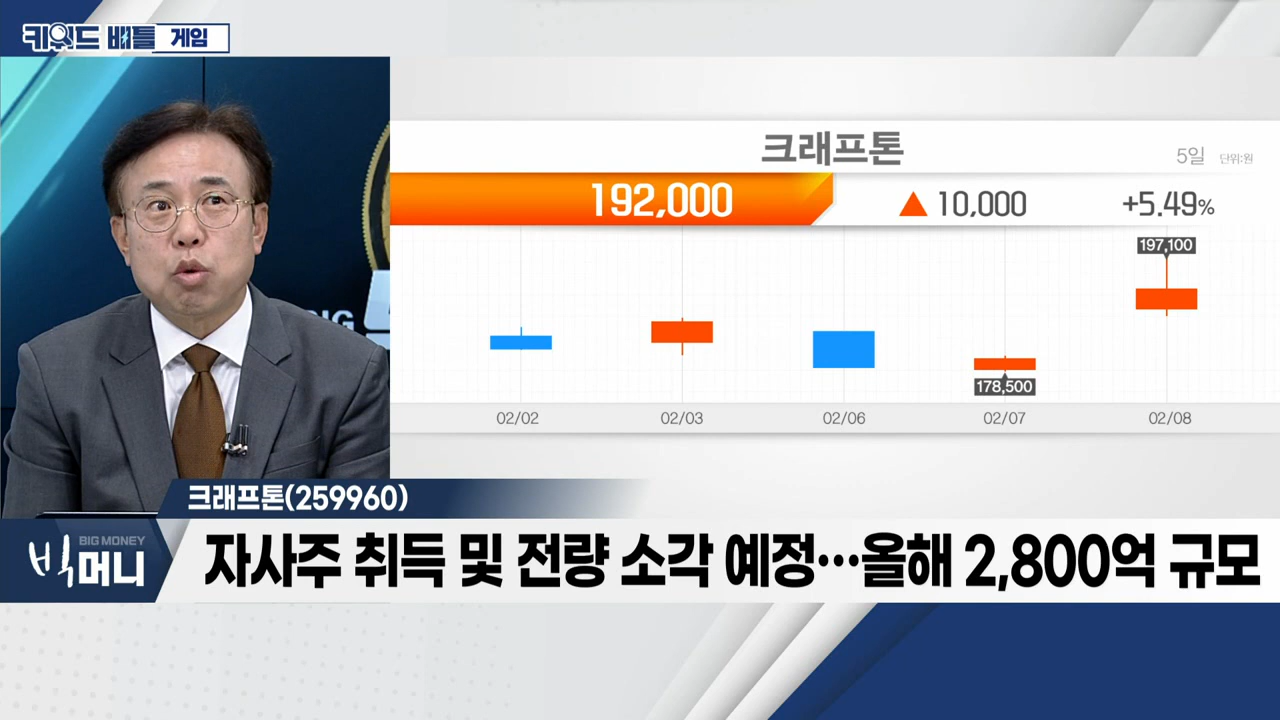 키워드 배틀 게임
크래프톤
5일 단위:원
192,000 ▲ 10,000 +5.49%
197,100
178,500
02/02 02/03 02/06 02/07 02/08
BIG
크래프톤(259960)
BIG MONEY
빅머니
자사주 취득 및 전량 소각 예정…올해 2,800억 규모